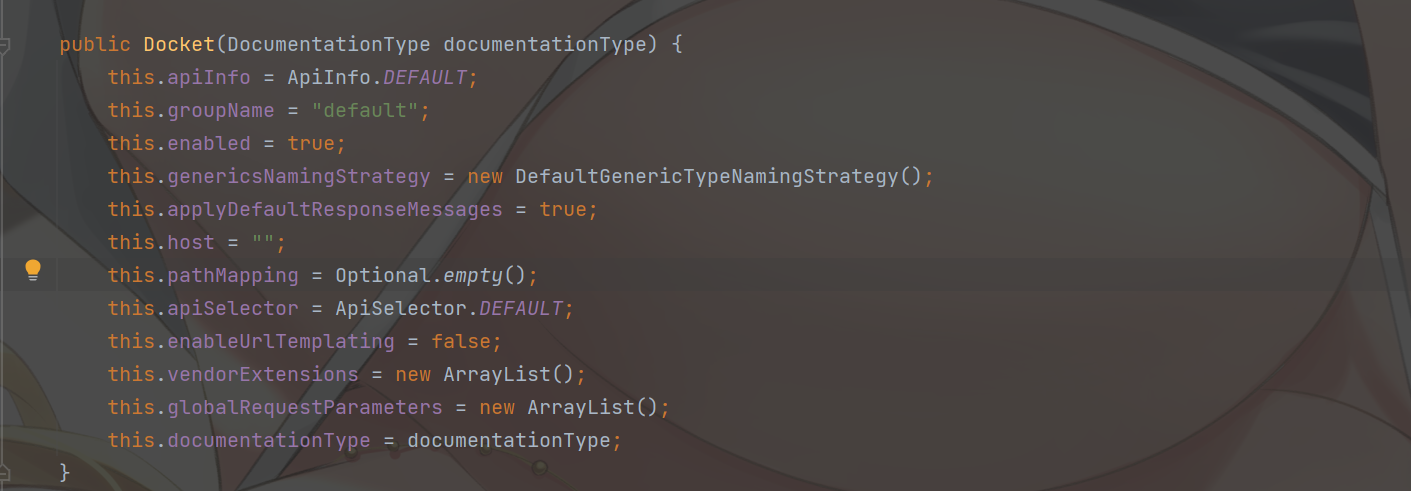 public Docket(DocumentationType documentationType) {
this.apiInfo = ApiInfo.DEFAULT;
this.groupName = "default";
this.enabled = true;
this.genericsNamingStrategy = new DefaultGenericTypeNamingStrategy();
this.applyDefaultResponseMessages = true;
this.host = "";
this.pathMapping = Optional.empty();
this.apiSelector = ApiSelector.DEFAULT;
this.enableUrlTemplating = false;
this.vendorExtensions = new ArrayList();
this.globalRequestParameters = new ArrayList();
this.documentationType = documentationType;
}